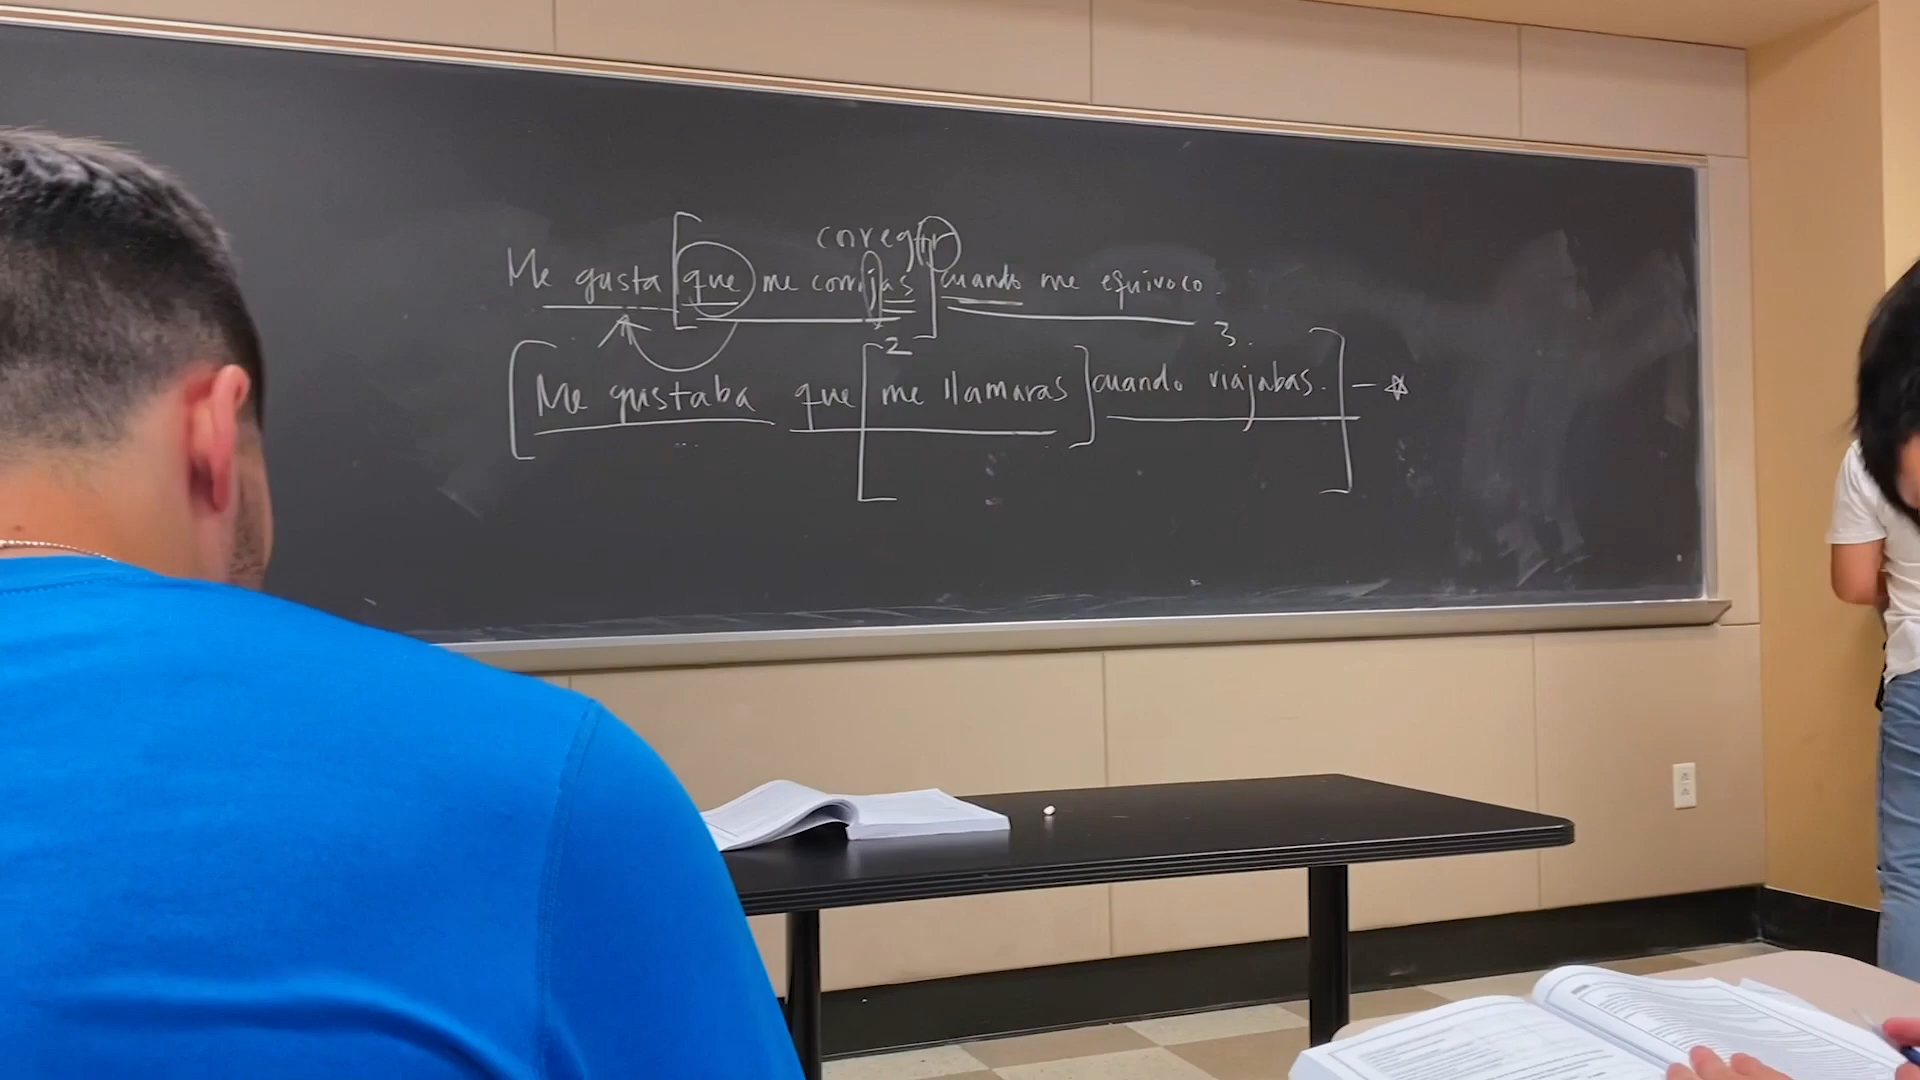 corregir
Me gusta que me corrijas cuando me equivoco.
2
3.
Me gustaba que me llamaras cuando viajabas. —